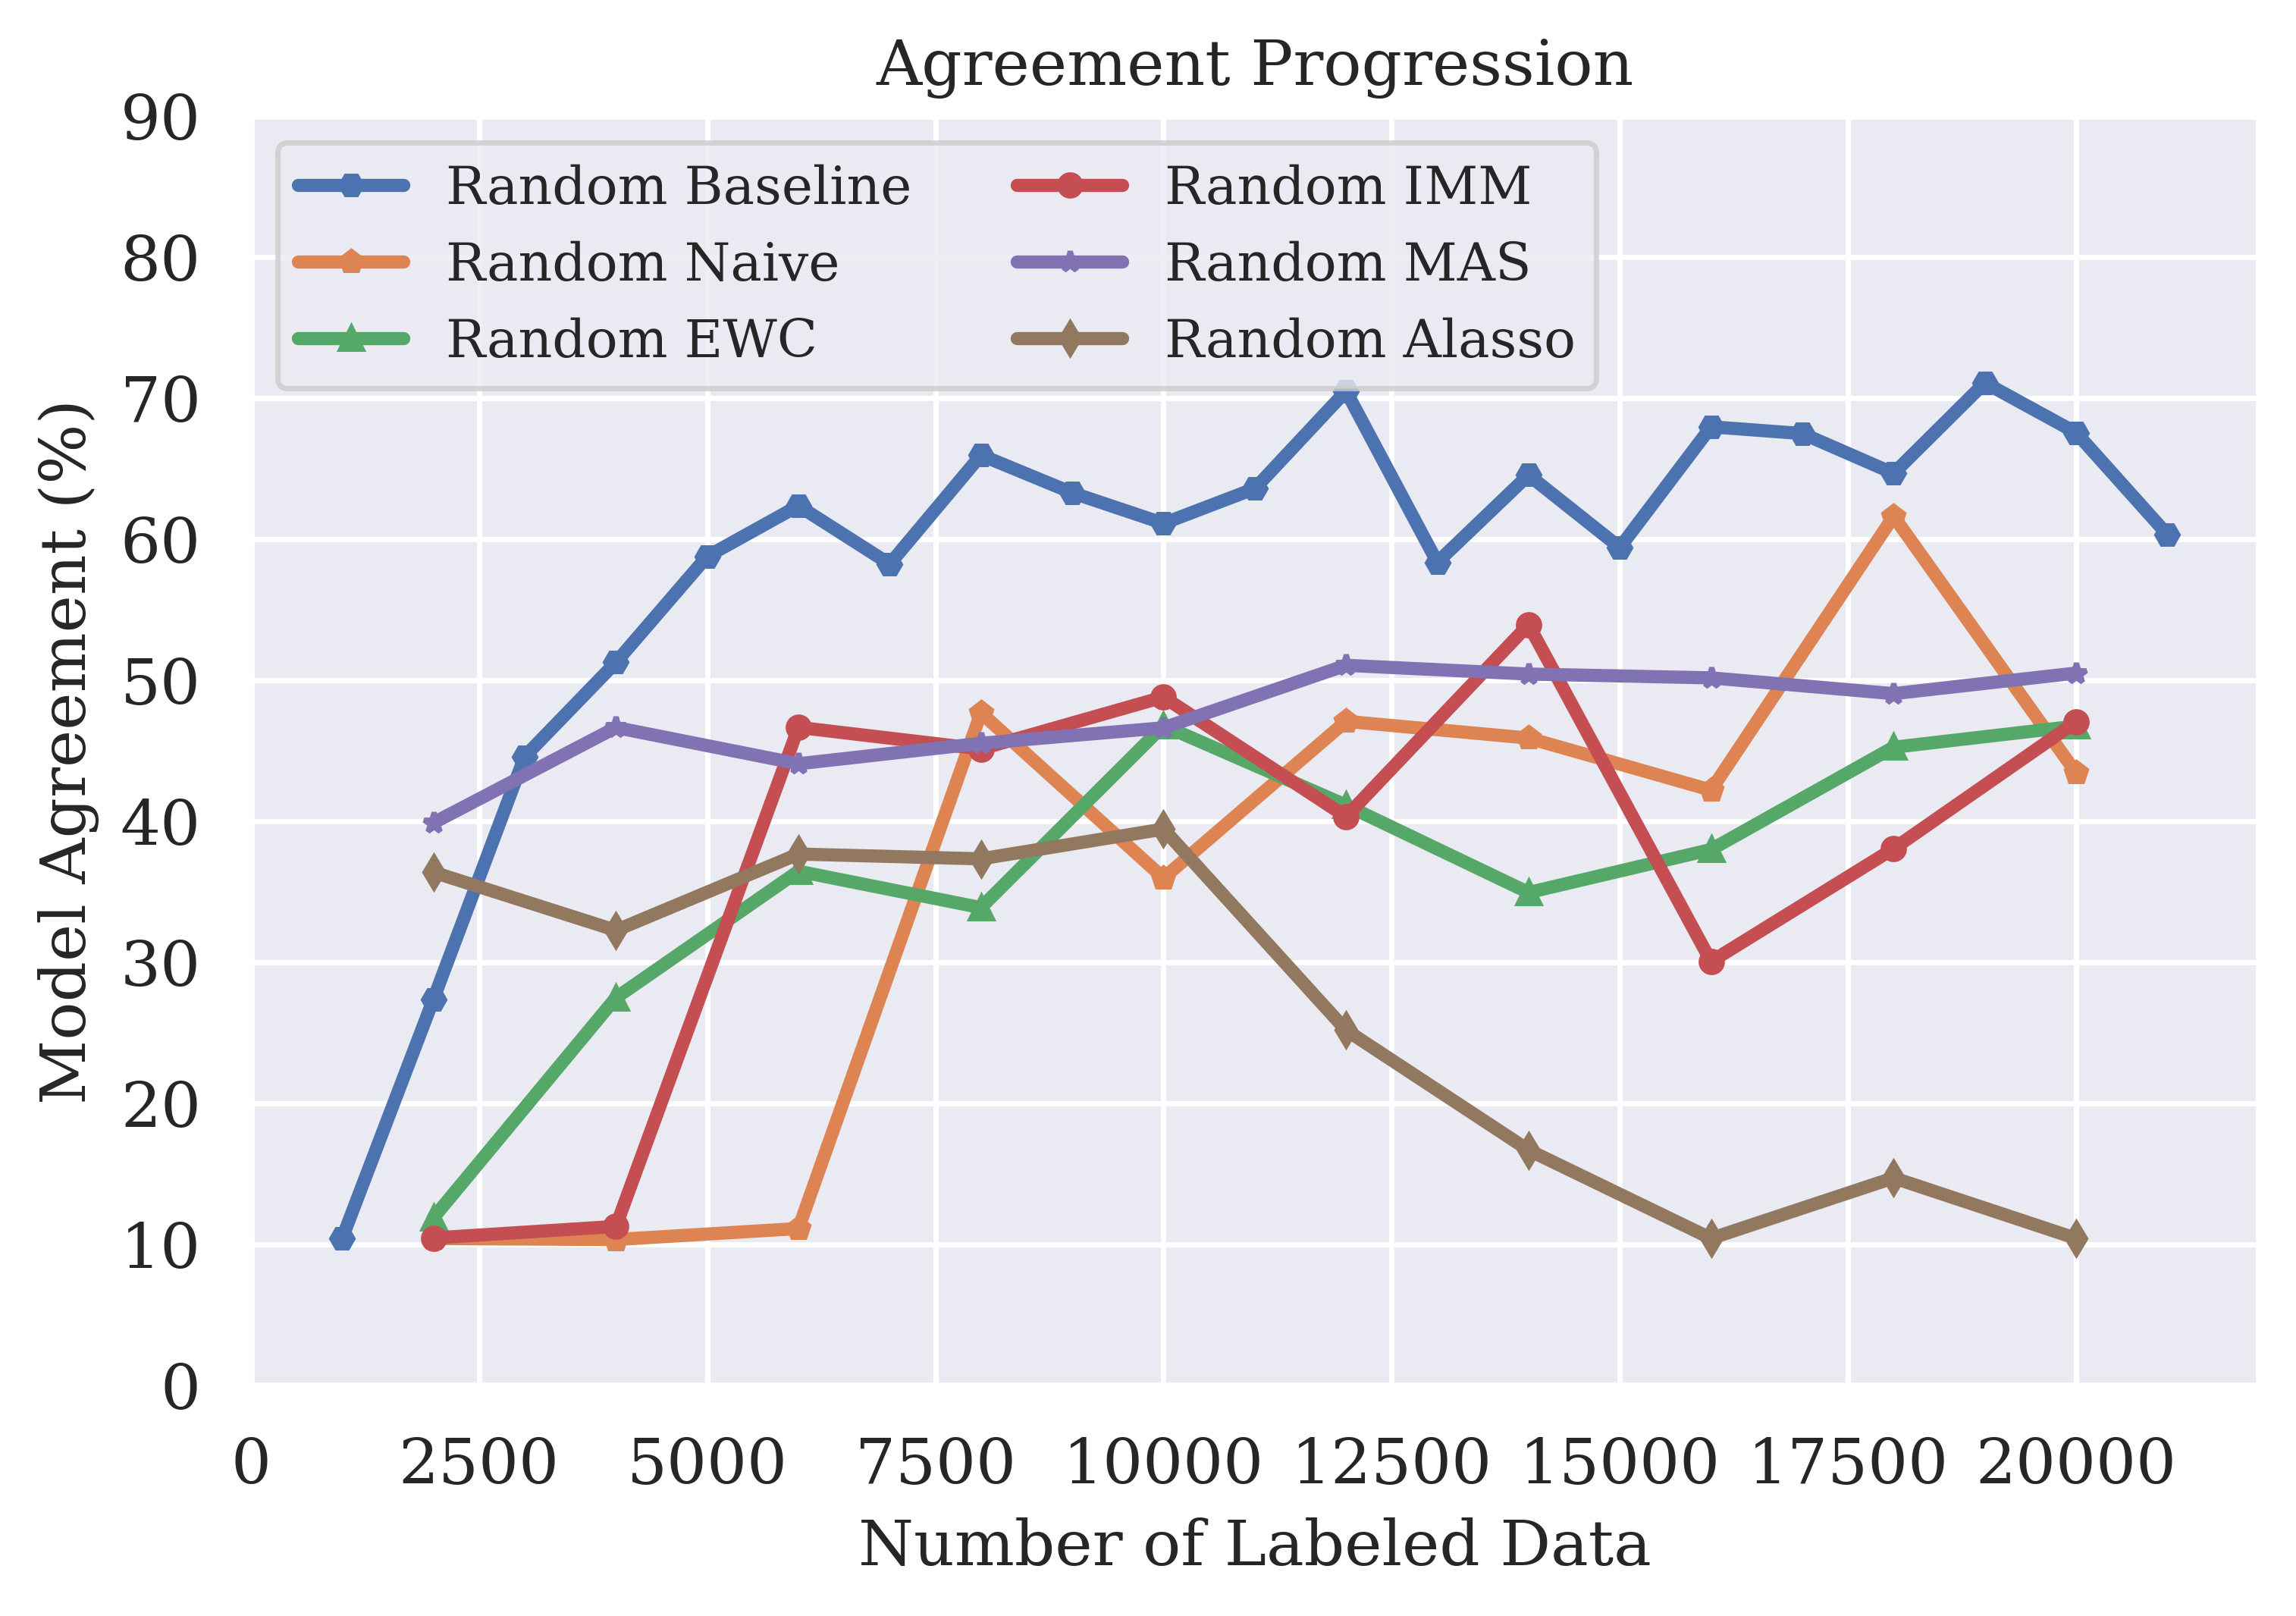 Agreement Progression
90
80
70
60
50
40
30
20
10
0
Model Agreement (%)
Random Baseline
Random Naive
Random EWC
Random IMM
Random MAS
Random Alasso
0 2500 5000 7500 10000 12500 15000 17500 20000
Number of Labeled Data